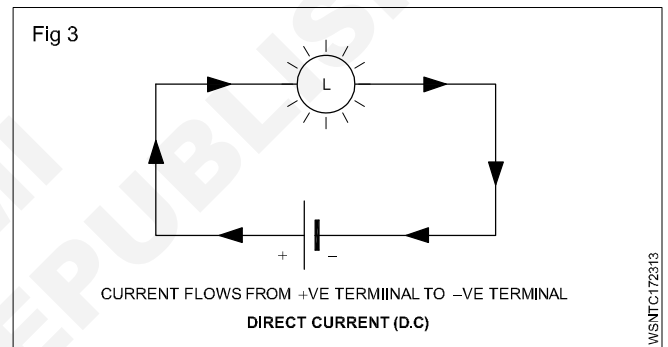 Fig 3
L
+ –
CURRENT FLOWS FROM +VE TERMIINAL TO –VE TERMINAL
DIRECT CURRENT (D.C)
WSNTC172313